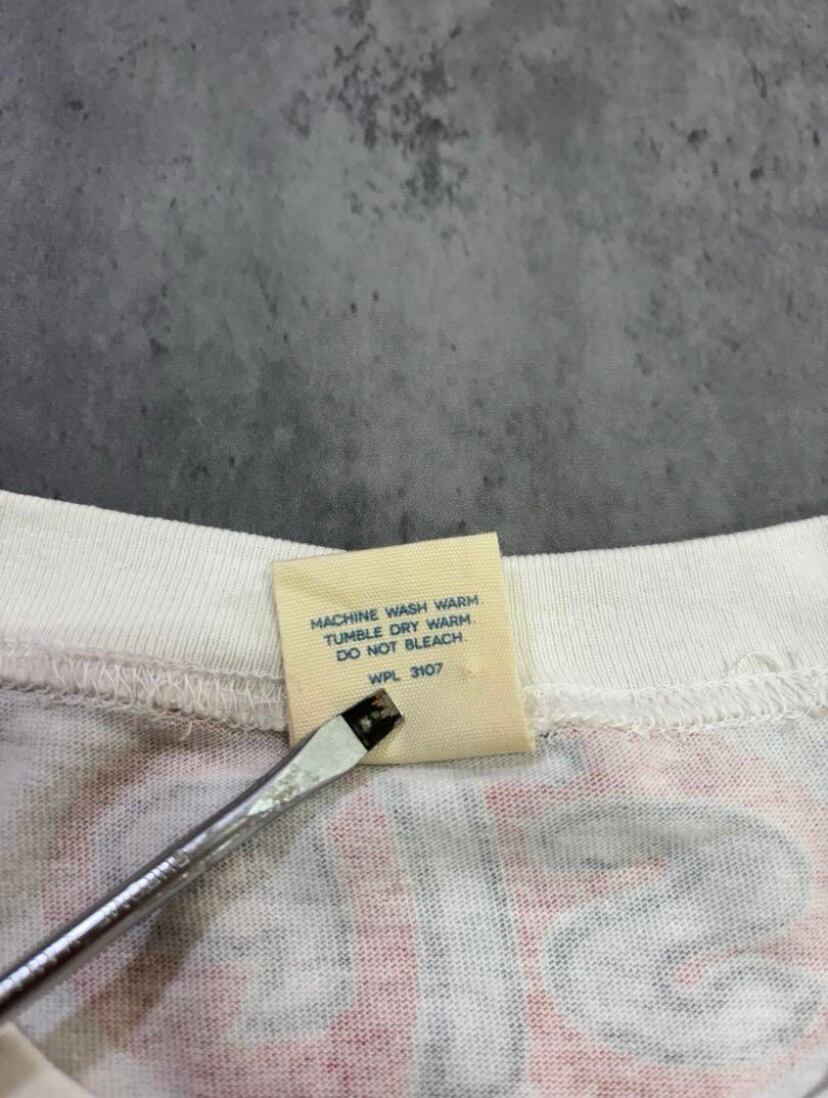 MACHINE WASH WARM.
TUMBLE DRY WARM.
DO NOT BLEACH.
WPL 3107